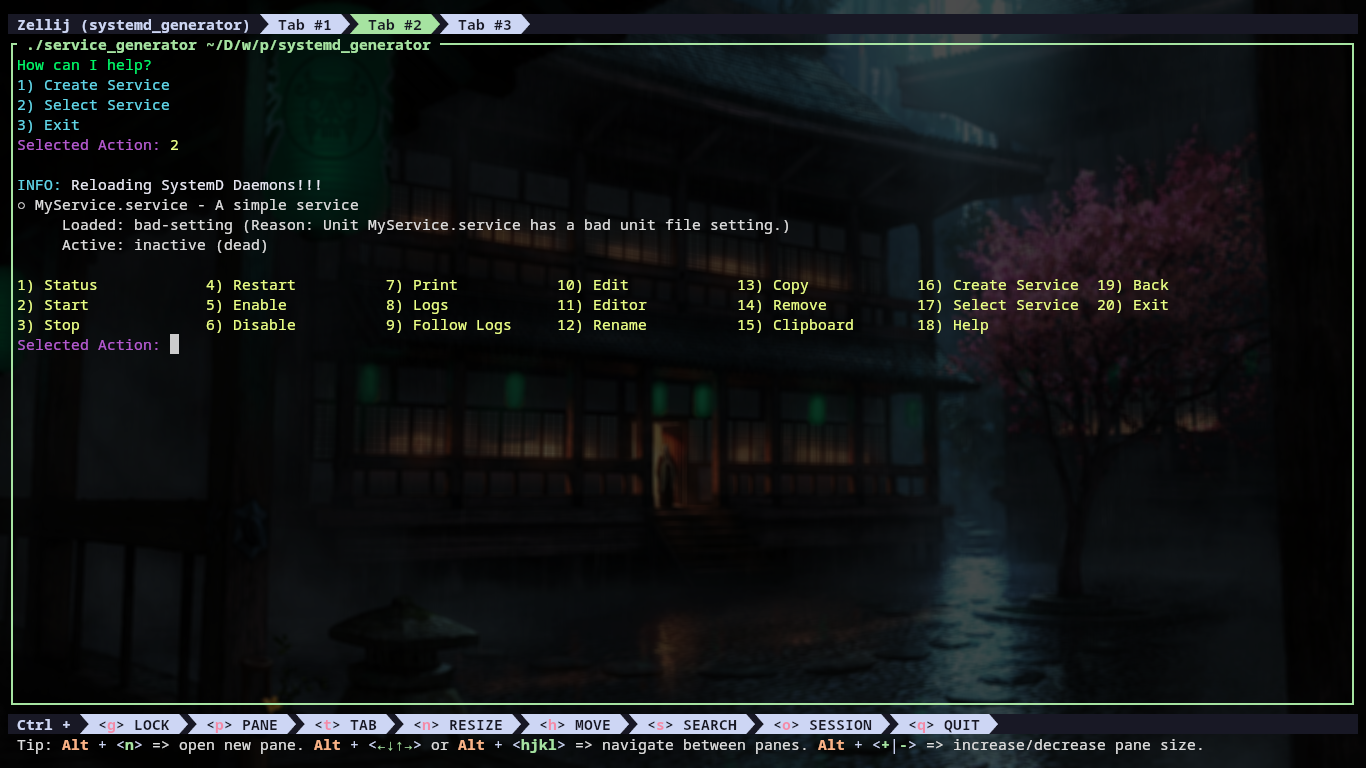 Zellij (systemd_generator) Tab #1 Tab #2 Tab #3
./service_generator ~/D/w/p/systemd_generator
How can I help?
1) Create Service
2) Select Service
3) Exit
Selected Action: 2
INFO: Reloading SystemD Daemons!!!
○ MyService.service - A simple service
Loaded: bad-setting (Reason: Unit MyService.service has a bad unit file setting.)
Active: inactive (dead)
1) Status 4) Restart 7) Print 10) Edit 13) Copy 16) Create Service 19) Back
2) Start 5) Enable 8) Logs 11) Editor 14) Remove 17) Select Service 20) Exit
3) Stop 6) Disable 9) Follow Logs 12) Rename 15) Clipboard 18) Help
Selected Action:
Ctrl + <g> LOCK <p> PANE <t> TAB <n> RESIZE <h> MOVE <s> SEARCH <o> SESSION <q> QUIT
Tip: Alt + <n> => open new pane. Alt + <←↓↑→> or Alt + <hjkl> => navigate between panes. Alt + <+|-> => increase/decrease pane size.